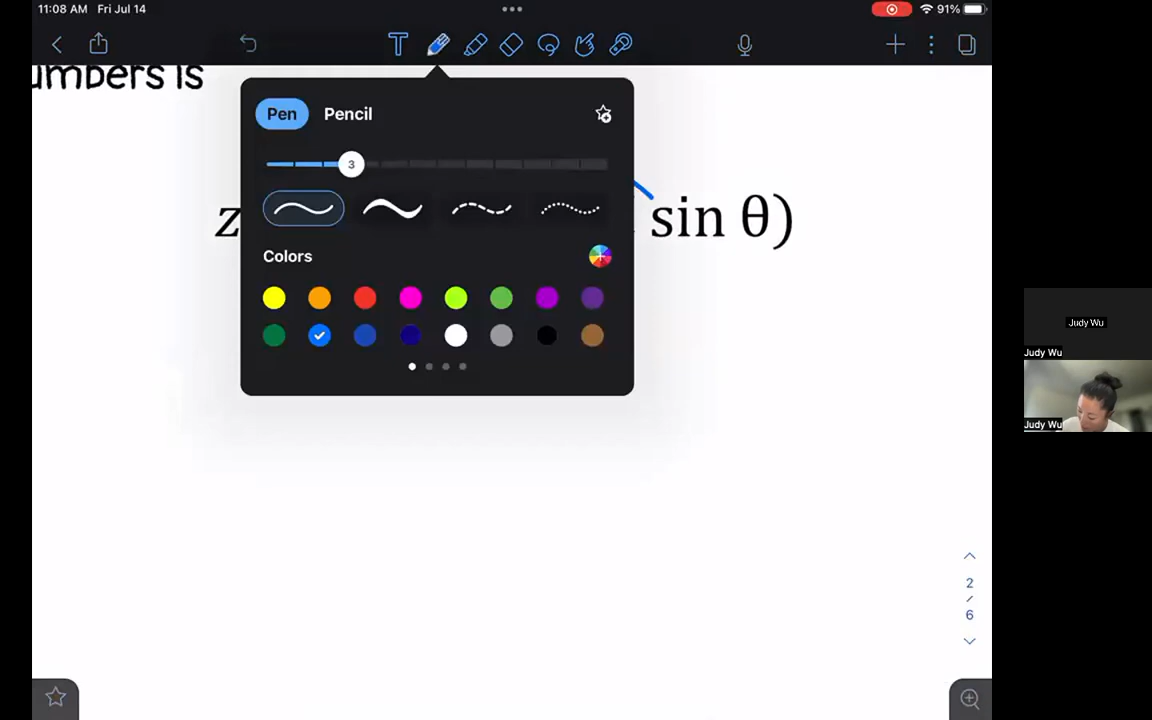 11:08 AM Fri Jul 14
91%
umbers is
Pen Pencil
3
z
sin θ)
Colors
2
6
Judy Wu
Judy Wu
Judy Wu